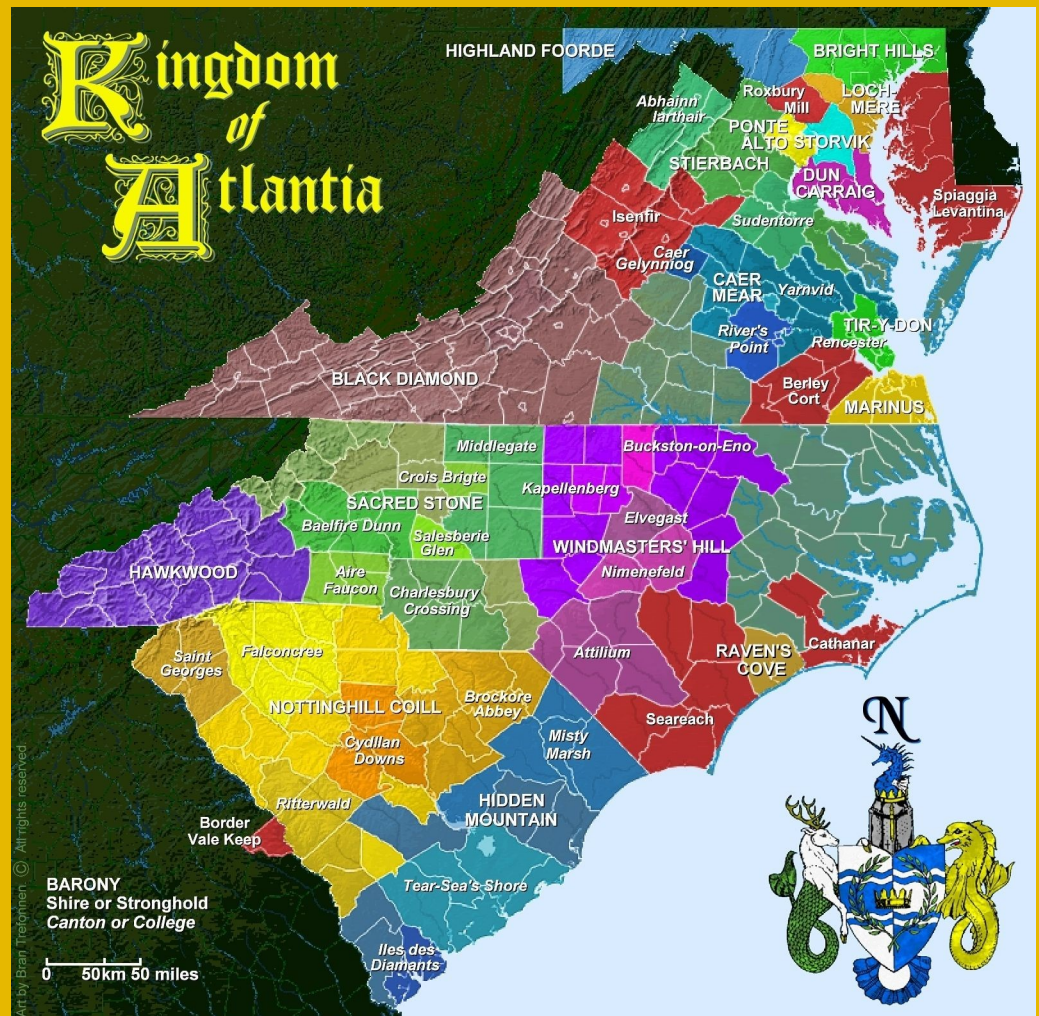 Kingdom
of
Atlantia
HIGHLAND FOORDE
BRIGHT HILLS
Abhainn
Iarthair
Roxbury
Mill
LOCH-
MERE
PONTE
ALTO
STORVIK
STIERBACH
DUN
CARRAIG
Spiaggia
Levantina
Isenfir
Sudentorre
Caer
Gelynniog
CAER
MEAR
Yarnvid
River's
Point
TIR-Y-DON
Rencester
BLACK DIAMOND
Berley
Cort
MARINUS
Middlegate
Buckston-on-Eno
Crois Brigte
Kapellenberg
SACRED STONE
Baelfire Dunn
Elvegast
Salesberie
Glen
WINDMASTERS' HILL
HAWKWOOD
Aire
Faucon
Nimenefeld
Charlesbury
Crossing
Saint
Georges
Falconcree
Attilium
RAVEN'S
COVE
Cathanar
NOTTINGHILL COILL
Brockore
Abbey
Seareach
N
Cydllan
Downs
Misty
Marsh
Ritterwald
HIDDEN
MOUNTAIN
Border
Vale Keep
Tear-Sea's Shore
BARONY
Shire or Stronghold
Canton or College
Iles des
Diamants
0 50km 50 miles
Art by Bran Trefonnen © All rights reserved